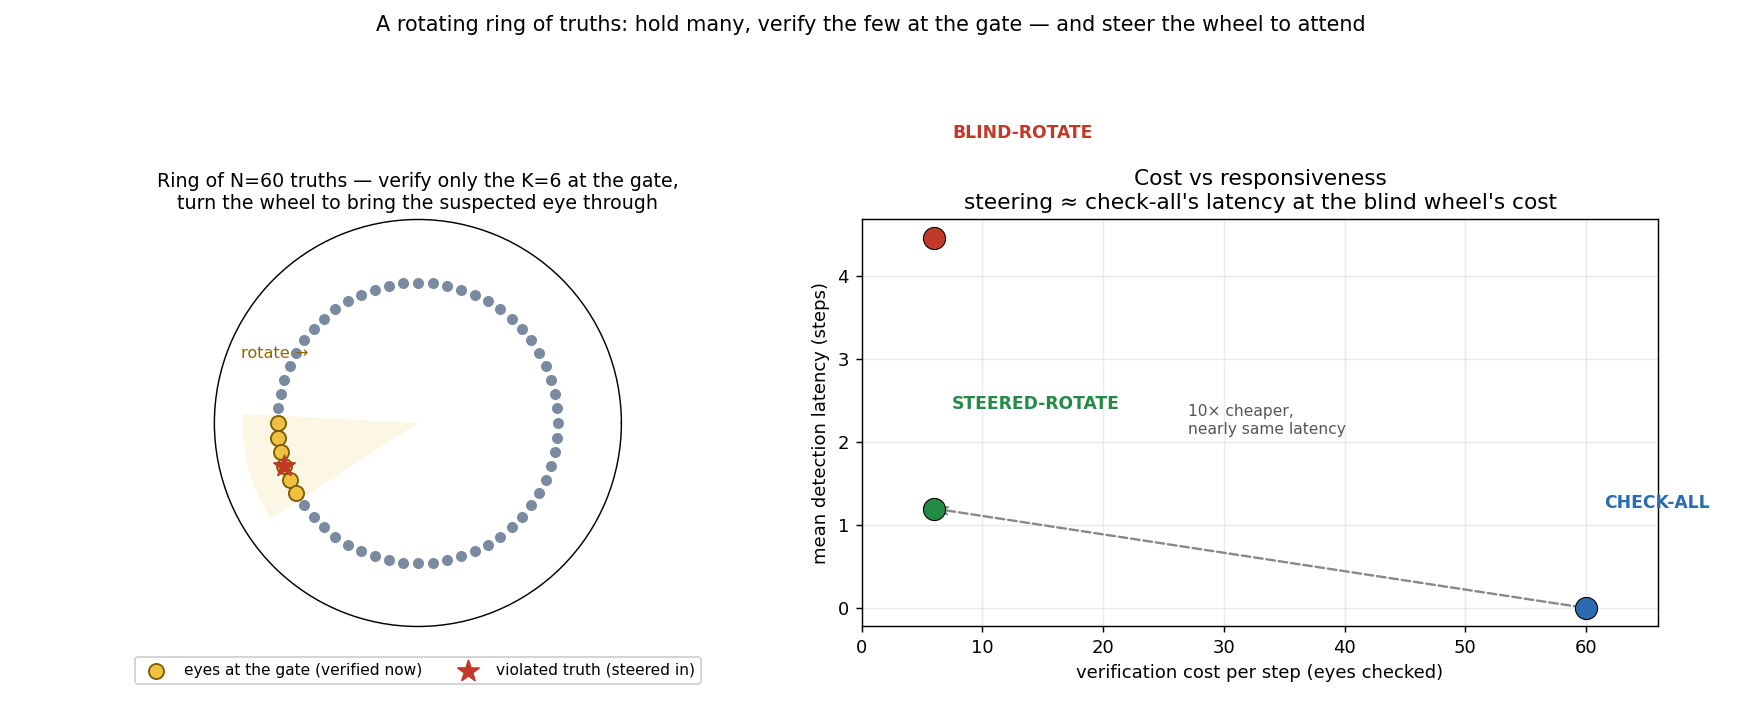 A rotating ring of truths: hold many, verify the few at the gate — and steer the wheel to attend
Ring of N=60 truths — verify only the K=6 at the gate,
turn the wheel to bring the suspected eye through
rotate →
eyes at the gate (verified now)
violated truth (steered in)
BLIND-ROTATE
Cost vs responsiveness
steering ≈ check-all's latency at the blind wheel's cost
mean detection latency (steps)
4
3
2
1
0
STEERED-ROTATE
10× cheaper,
nearly same latency
CHECK-ALL
0 10 20 30 40 50 60
verification cost per step (eyes checked)